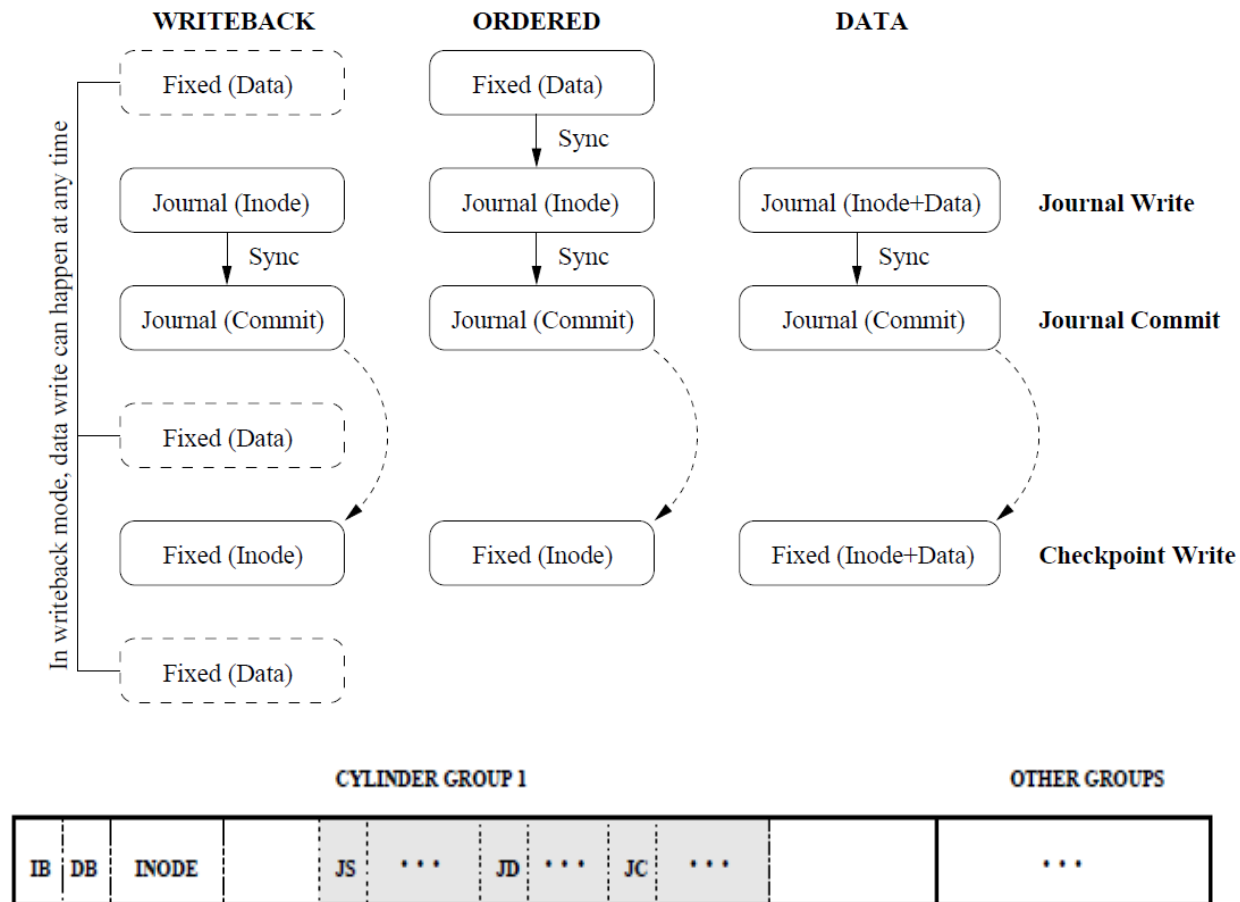 WRITEBACK ORDERED DATA
Fixed (Data) Fixed (Data)
Sync
Journal (Inode) Journal (Inode) Journal (Inode+Data) Journal Write
Sync Sync Sync
Journal (Commit) Journal (Commit) Journal (Commit) Journal Commit
Fixed (Data)
Fixed (Inode) Fixed (Inode) Fixed (Inode+Data) Checkpoint Write
Fixed (Data)
In writeback mode, data write can happen at any time
CYLINDER GROUP 1 OTHER GROUPS
IB DB INODE JS • • • JD • • • JC • • • • • •